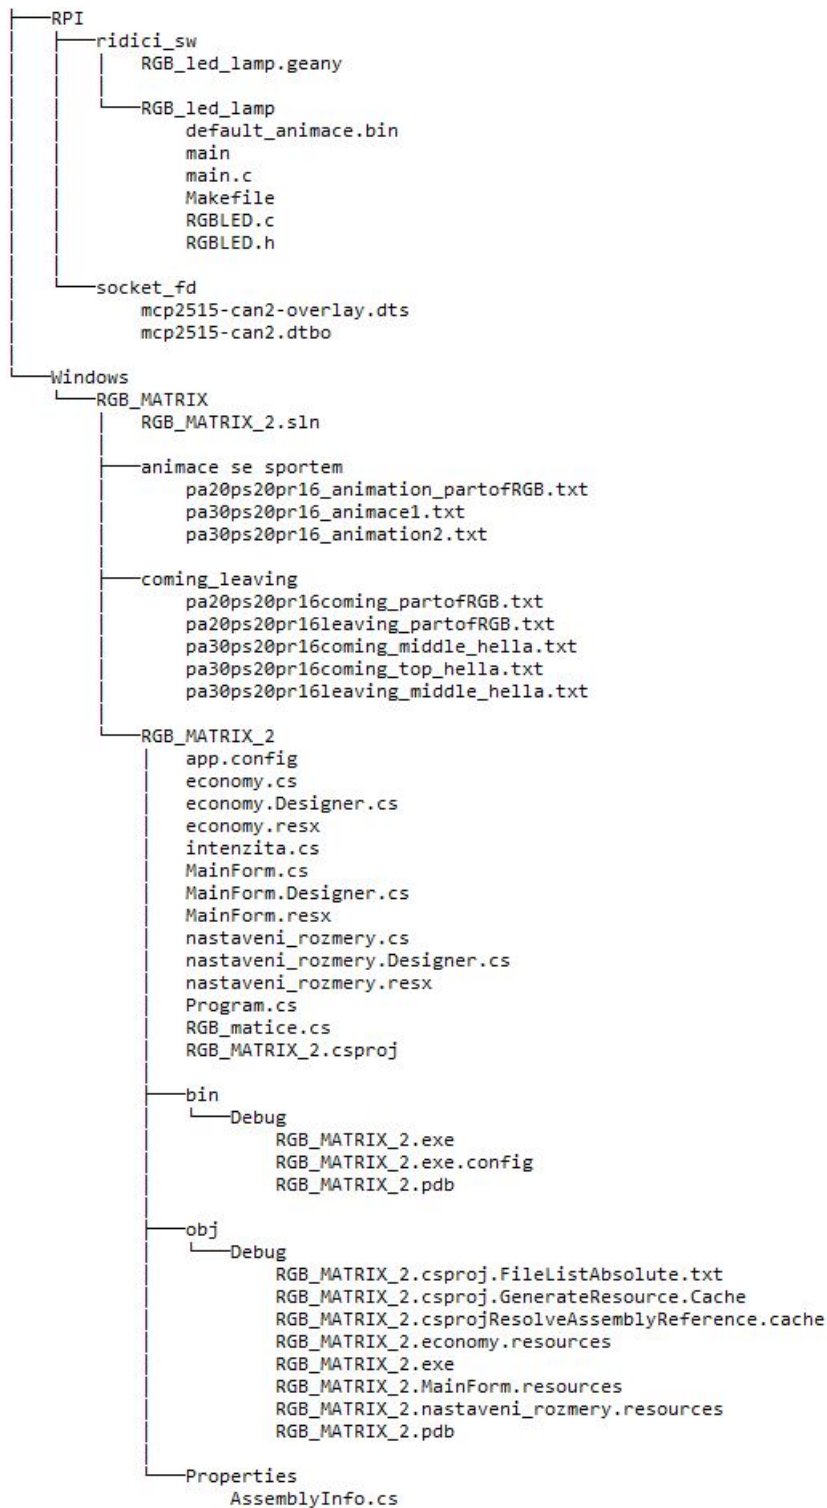 RPI
ridici_sw
RGB_led_lamp.geany
RGB_led_lamp
default_animace.bin
main
main.c
Makefile
RGBLED.c
RGBLED.h
socket_fd
mcp2515-can2-overlay.dts
mcp2515-can2.dtbo
Windows
RGB_MATRIX
RGB_MATRIX_2.sln
animace se sportem
pa20ps20pr16_animation_partofRGB.txt
pa30ps20pr16_animace1.txt
pa30ps20pr16_animation2.txt
coming_leaving
pa20ps20pr16coming_partofRGB.txt
pa20ps20pr16leaving_partofRGB.txt
pa30ps20pr16coming_middle_hella.txt
pa30ps20pr16coming_top_hella.txt
pa30ps20pr16leaving_middle_hella.txt
RGB_MATRIX_2
app.config
economy.cs
economy.Designer.cs
economy.resx
intenzita.cs
MainForm.cs
MainForm.Designer.cs
MainForm.resx
nastaveni_rozmery.cs
nastaveni_rozmery.Designer.cs
nastaveni_rozmery.resx
Program.cs
RGB_matice.cs
RGB_MATRIX_2.csproj
bin
Debug
RGB_MATRIX_2.exe
RGB_MATRIX_2.exe.config
RGB_MATRIX_2.pdb
obj
Debug
RGB_MATRIX_2.csproj.FileListAbsolute.txt
RGB_MATRIX_2.csproj.GenerateResource.Cache
RGB_MATRIX_2.csprojResolveAssemblyReference.cache
RGB_MATRIX_2.economy.resources
RGB_MATRIX_2.exe
RGB_MATRIX_2.MainForm.resources
RGB_MATRIX_2.nastaveni_rozmery.resources
RGB_MATRIX_2.pdb
Properties
AssemblyInfo.cs